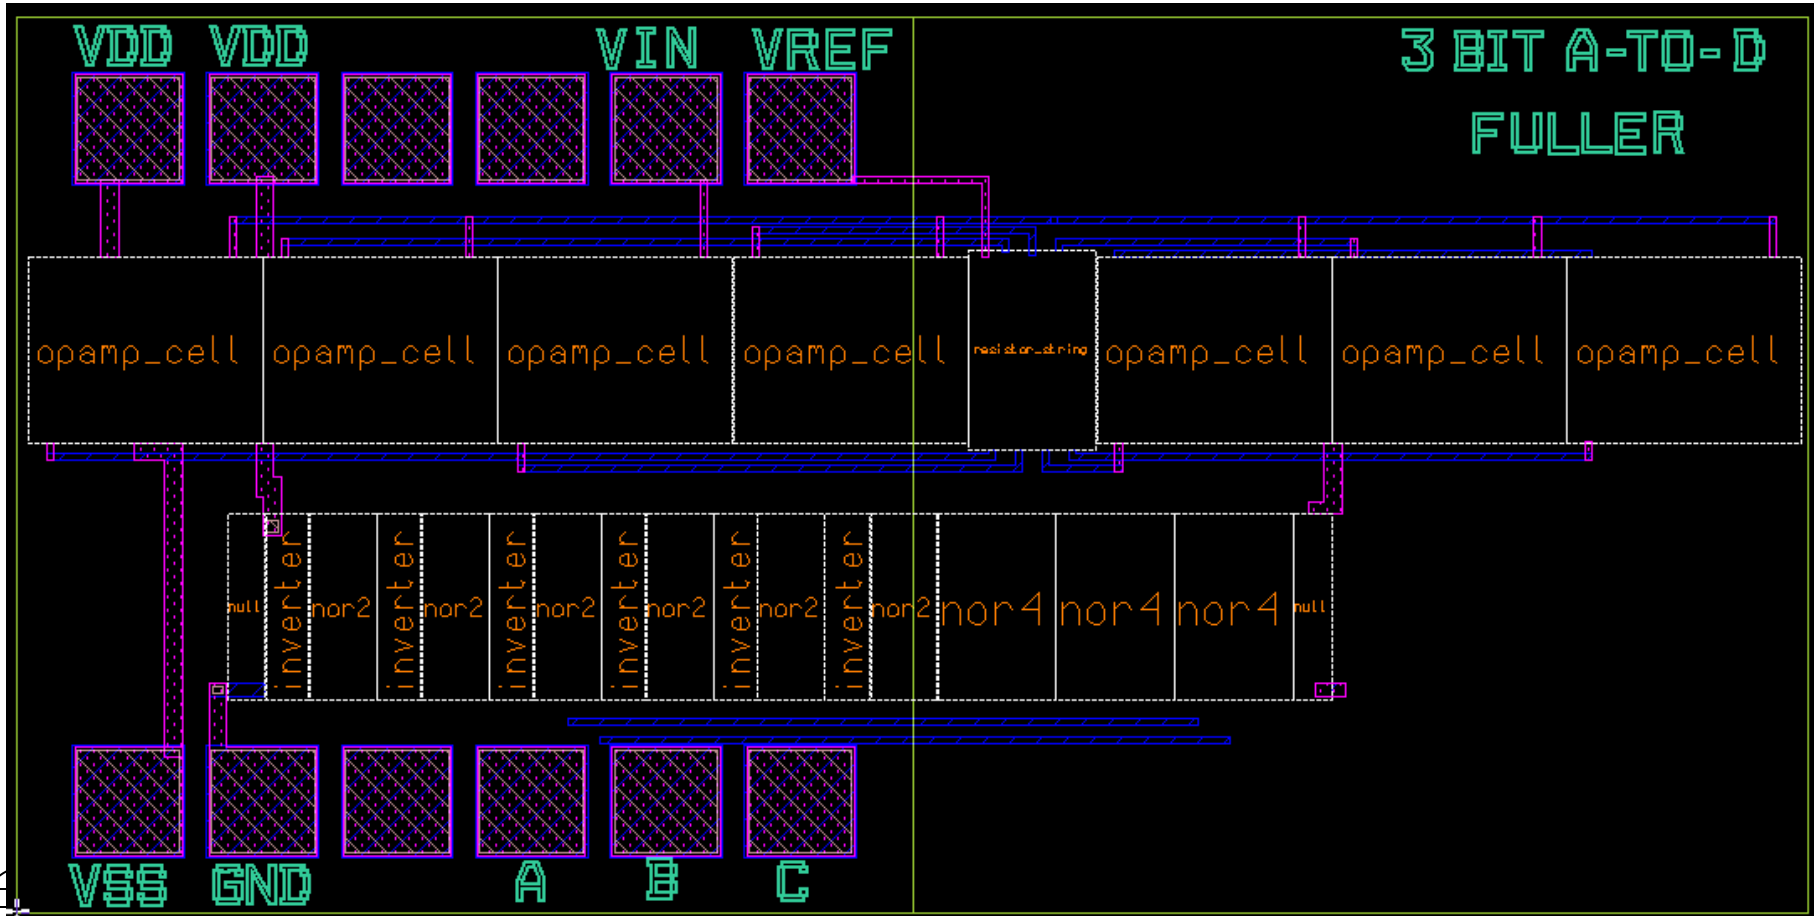 VDD VDD VIN VREF 3 BIT A-TO-D
FULLER
opamp_cell opamp_cell opamp_cell opamp_cell resistor_string opamp_cell opamp_cell opamp_cell
null inverter nor2 inverter nor2 inverter nor2 inverter nor2 inverter nor2 inverter nor2 nor4 nor4 nor4 null
VSS GND A B C